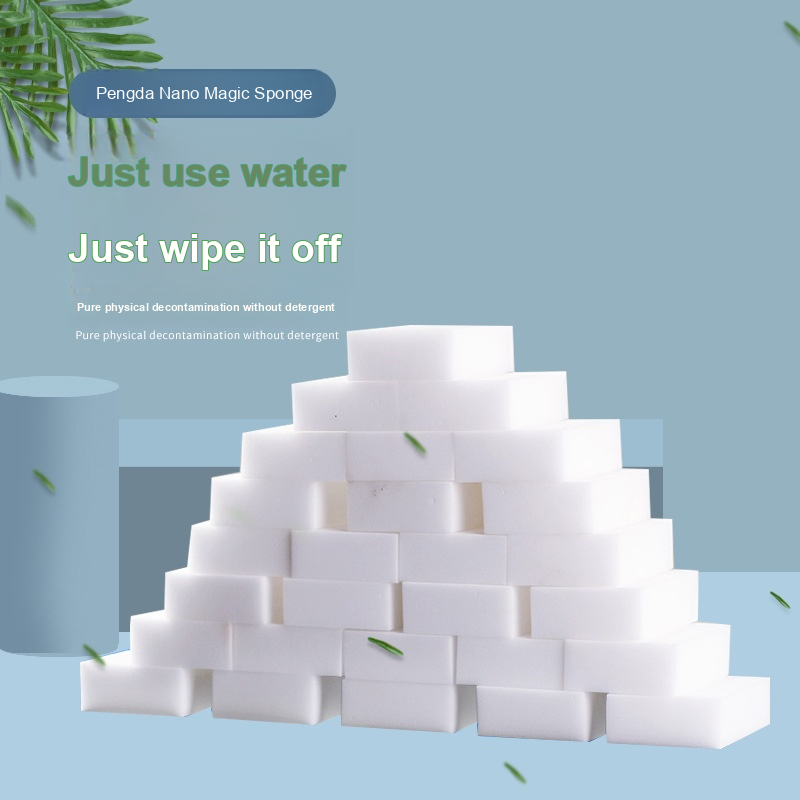 Pengda Nano Magic Sponge
Just use water
Just wipe it off
Pure physical decontamination without detergent
Pure physical decontamination without detergent